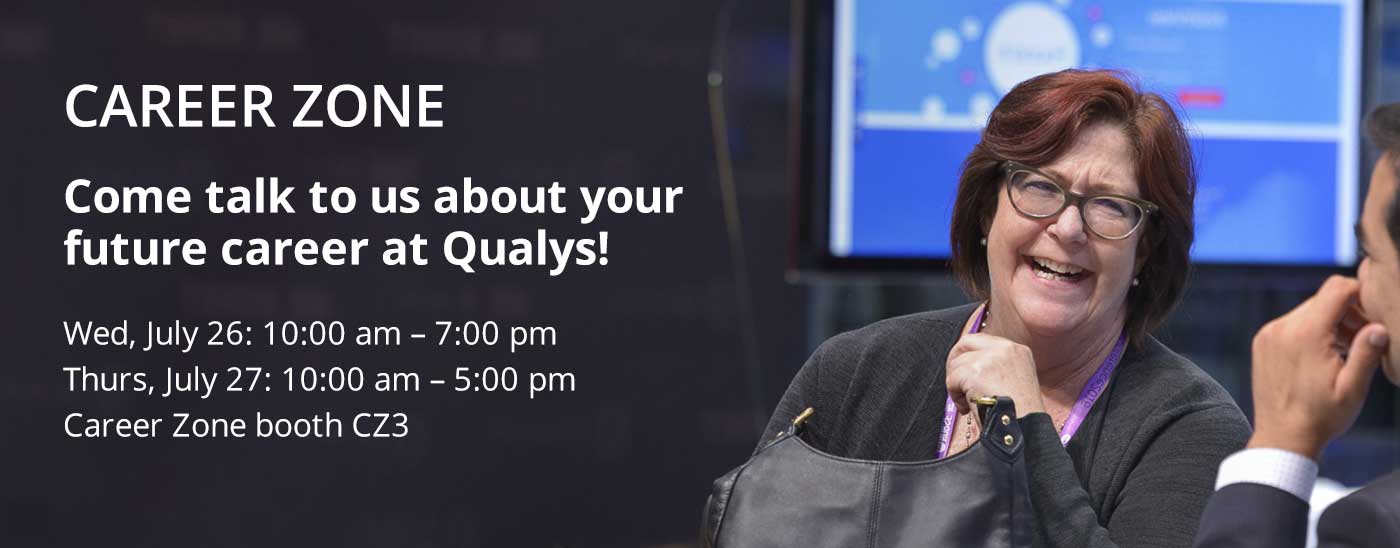 CAREER ZONE
Come talk to us about your
future career at Qualys!
Wed, July 26: 10:00 am – 7:00 pm
Thurs, July 27: 10:00 am – 5:00 pm
Career Zone booth CZ3